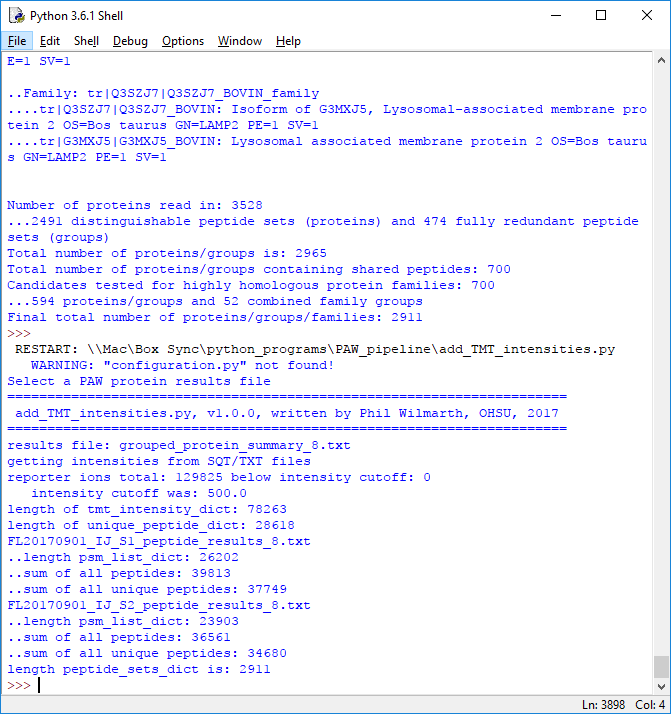 Python 3.6.1 Shell
File Edit Shell Debug Options Window Help
E=1 SV=1
..Family: tr|Q3SZJ7|Q3SZJ7_BOVIN_family
....tr|Q3SZJ7|Q3SZJ7_BOVIN: Isoform of G3MXJ5, Lysosomal-associated membrane pro
tein 2 OS=Bos taurus GN=LAMP2 PE=1 SV=1
....tr|G3MXJ5|G3MXJ5_BOVIN: Lysosomal associated membrane protein 2 OS=Bos tauru
s GN=LAMP2 PE=1 SV=1
Number of proteins read in: 3528
...2491 distinguishable peptide sets (proteins) and 474 fully redundant peptide
sets (groups)
Total number of proteins/groups is: 2965
Total number of proteins/groups containing shared peptides: 700
Candidates tested for highly homologous protein families: 700
...594 proteins/groups and 52 combined family groups
Final total number of proteins/groups/families: 2911
>>>
RESTART: \\Mac\Box Sync\python_programs\PAW_pipeline\add_TMT_intensities.py
WARNING: "configuration.py" not found!
Select a PAW protein results file
======================================================================
add_TMT_intensities.py, v1.0.0, written by Phil Wilmarth, OHSU, 2017
======================================================================
results file: grouped_protein_summary_8.txt
getting intensities from SQT/TXT files
reporter ions total: 129825 below intensity cutoff: 0
intensity cutoff was: 500.0
length of tmt_intensity_dict: 78263
length of unique_peptide_dict: 28618
FL20170901_IJ_S1_peptide_results_8.txt
..length psm_list_dict: 26202
..sum of all peptides: 39813
..sum of all unique peptides: 37749
FL20170901_IJ_S2_peptide_results_8.txt
..length psm_list_dict: 23903
..sum of all peptides: 36561
..sum of all unique peptides: 34680
length peptide_sets_dict is: 2911
>>>
Ln: 3898 Col: 4